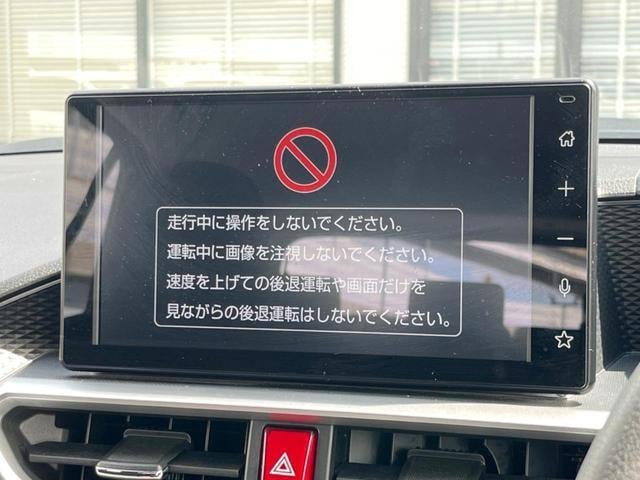 走行中に操作をしないでください。
運転中に画像を注視しないでください。
速度を上げての後退運転や画面だけを
見ながらの後退運転はしないでください。